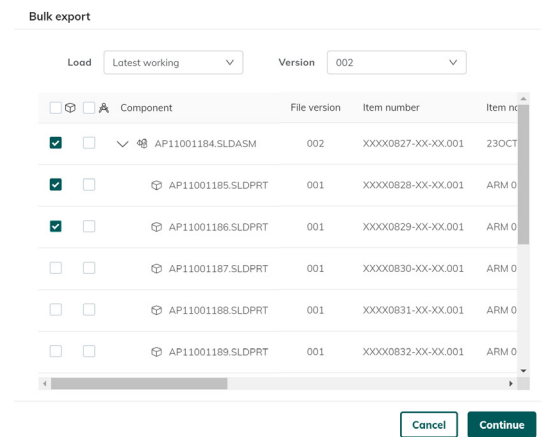 Bulk export
Load Latest working Version 002
Component File version Item number Item
AP11001184.SLDASM 002 XXXX0827-XX-XX.001 23OCT
AP11001185.SLDPRT 001 XXXX0828-XX-XX.001 ARM 0
AP11001186.SLDPRT 001 XXXX0829-XX-XX.001 ARM 0
AP11001187.SLDPRT 001 XXXX0830-XX-XX.001 ARM 0
AP11001188.SLDPRT 001 XXXX0831-XX-XX.001 ARM 0
AP11001189.SLDPRT 001 XXXX0832-XX-XX.001 ARM 0
Cancel Continue